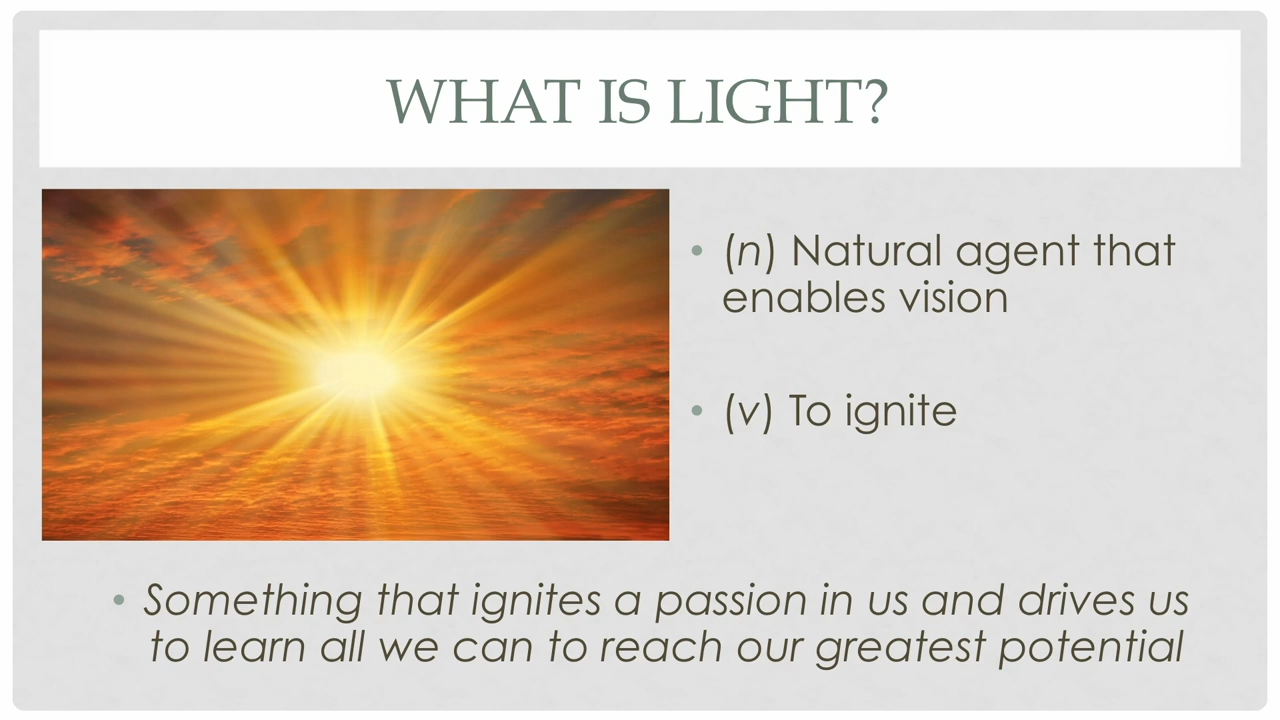 WHAT IS LIGHT?
• (n) Natural agent that
enables vision
• (v) To ignite
• Something that ignites a passion in us and drives us
to learn all we can to reach our greatest potential